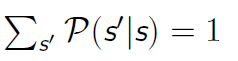 ∑_{s′} 𝒫(s′|s) = 1